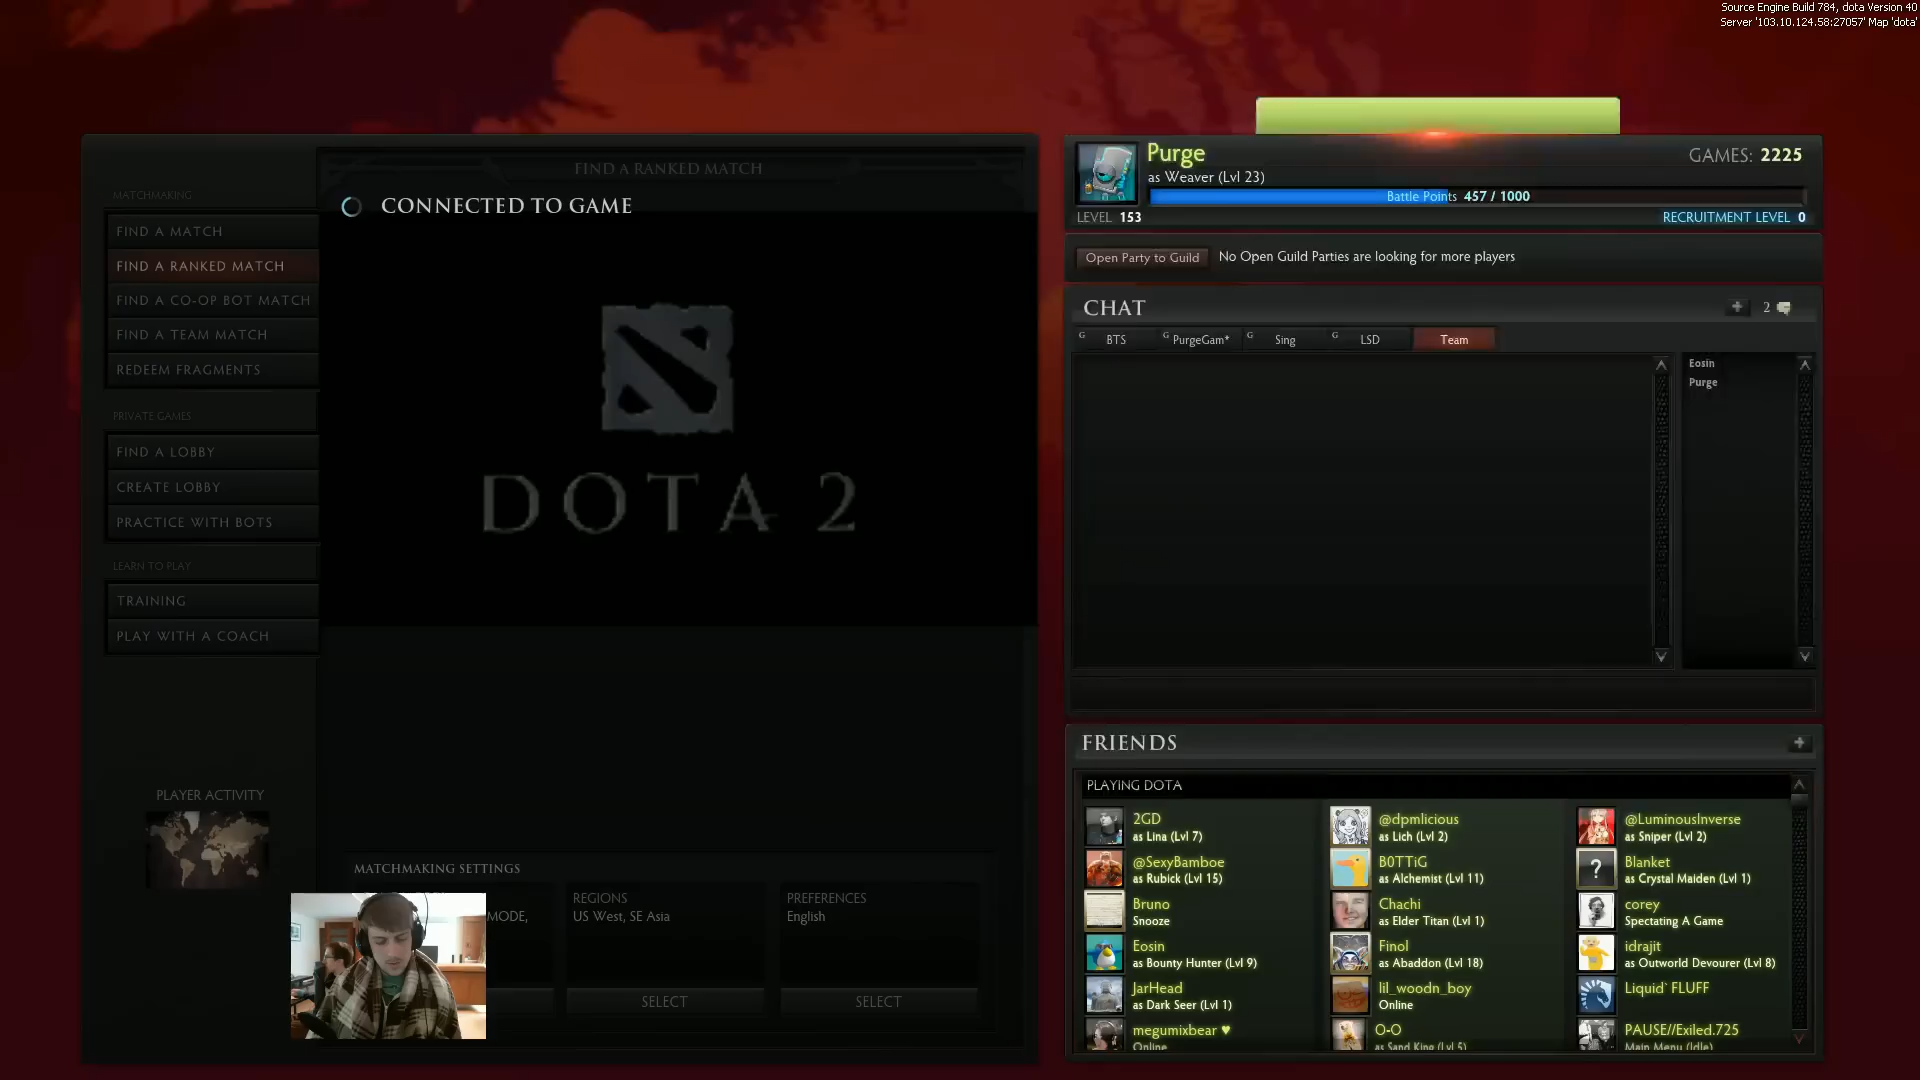 Source Engine Build 784, dota Version 40
Server '103.10.124.58:27057' Map 'dota'
FIND A RANKED MATCH
CONNECTED TO GAME
MATCHMAKING
FIND A MATCH
FIND A RANKED MATCH
FIND A CO-OP BOT MATCH
FIND A TEAM MATCH
REDEEM FRAGMENTS
PRIVATE GAMES
FIND A LOBBY
CREATE LOBBY
PRACTICE WITH BOTS
LEARN TO PLAY
TRAINING
PLAY WITH A COACH
DOTA 2
PLAYER ACTIVITY
MATCHMAKING SETTINGS
MODE,
REGIONS
US West, SE Asia
SELECT
PREFERENCES
English
SELECT
Purge
GAMES: 2225
as Weaver (Lvl 23)
Battle Points 457 / 1000
LEVEL 153
RECRUITMENT LEVEL 0
Open Party to Guild
No Open Guild Parties are looking for more players
CHAT
+ 2
G BTS G PurgeGam* G Sing G LSD Team
Eosin
Purge
FRIENDS
+
PLAYING DOTA
2GD
as Lina (Lvl 7)
@dpmlicious
as Lich (Lvl 2)
@LuminousInverse
as Sniper (Lvl 2)
@SexyBamboe
as Rubick (Lvl 15)
B0TTiG
as Alchemist (Lvl 11)
?
Blanket
as Crystal Maiden (Lvl 1)
Bruno
Snooze
Chachi
as Elder Titan (Lvl 1)
corey
Spectating A Game
Eosin
as Bounty Hunter (Lvl 9)
Finol
as Abaddon (Lvl 18)
idrajit
as Outworld Devourer (Lvl 8)
JarHead
as Dark Seer (Lvl 1)
lil_woodn_boy
Online
Liquid` FLUFF
megumixbear ♥
Online
O-O
as Sand King (Lvl 5)
PAUSE//Exiled.725
Main Menu (Idle)